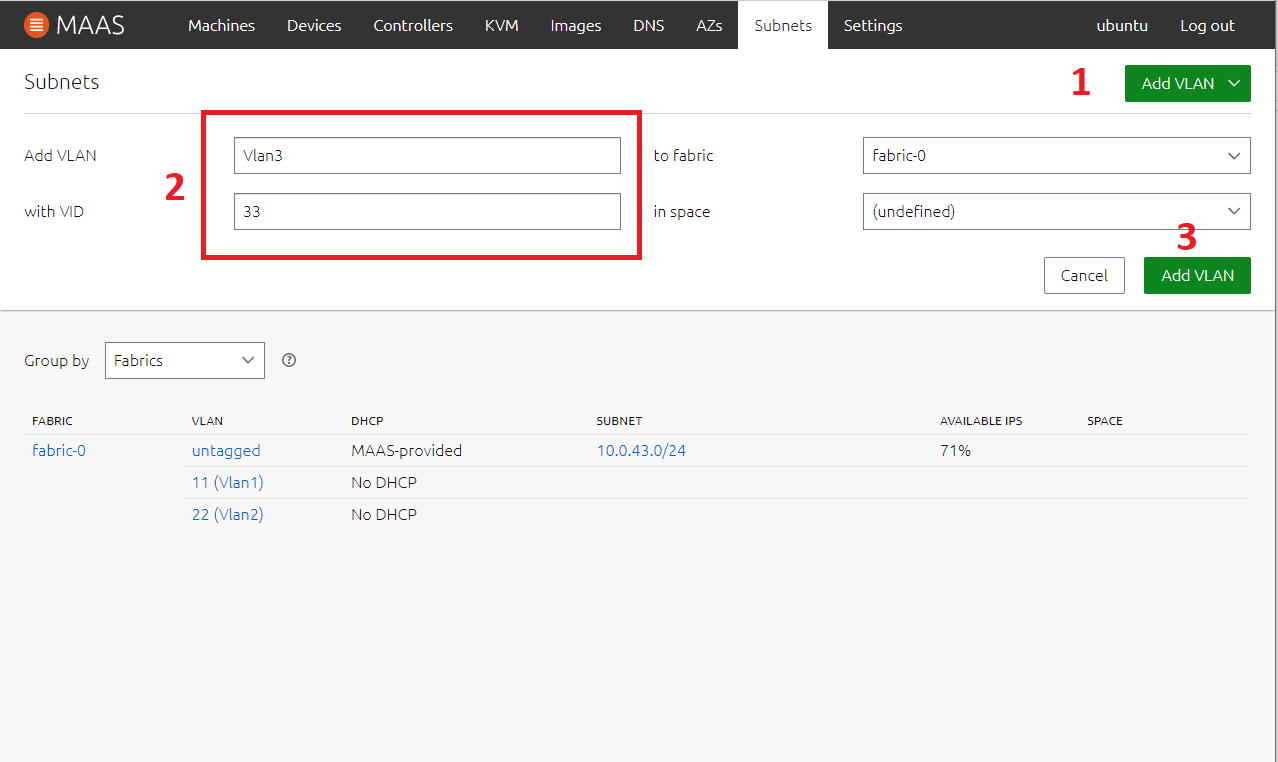 MAAS Machines Devices Controllers KVM Images DNS AZs Subnets Settings ubuntu Log out
Subnets 1 Add VLAN
Add VLAN Vlan3 to fabric fabric-0
2
with VID 33 in space (undefined)
3
Cancel Add VLAN
Group by Fabrics ?
FABRIC VLAN DHCP SUBNET AVAILABLE IPS SPACE
fabric-0 untagged MAAS-provided 10.0.43.0/24 71%
11 (Vlan1) No DHCP
22 (Vlan2) No DHCP